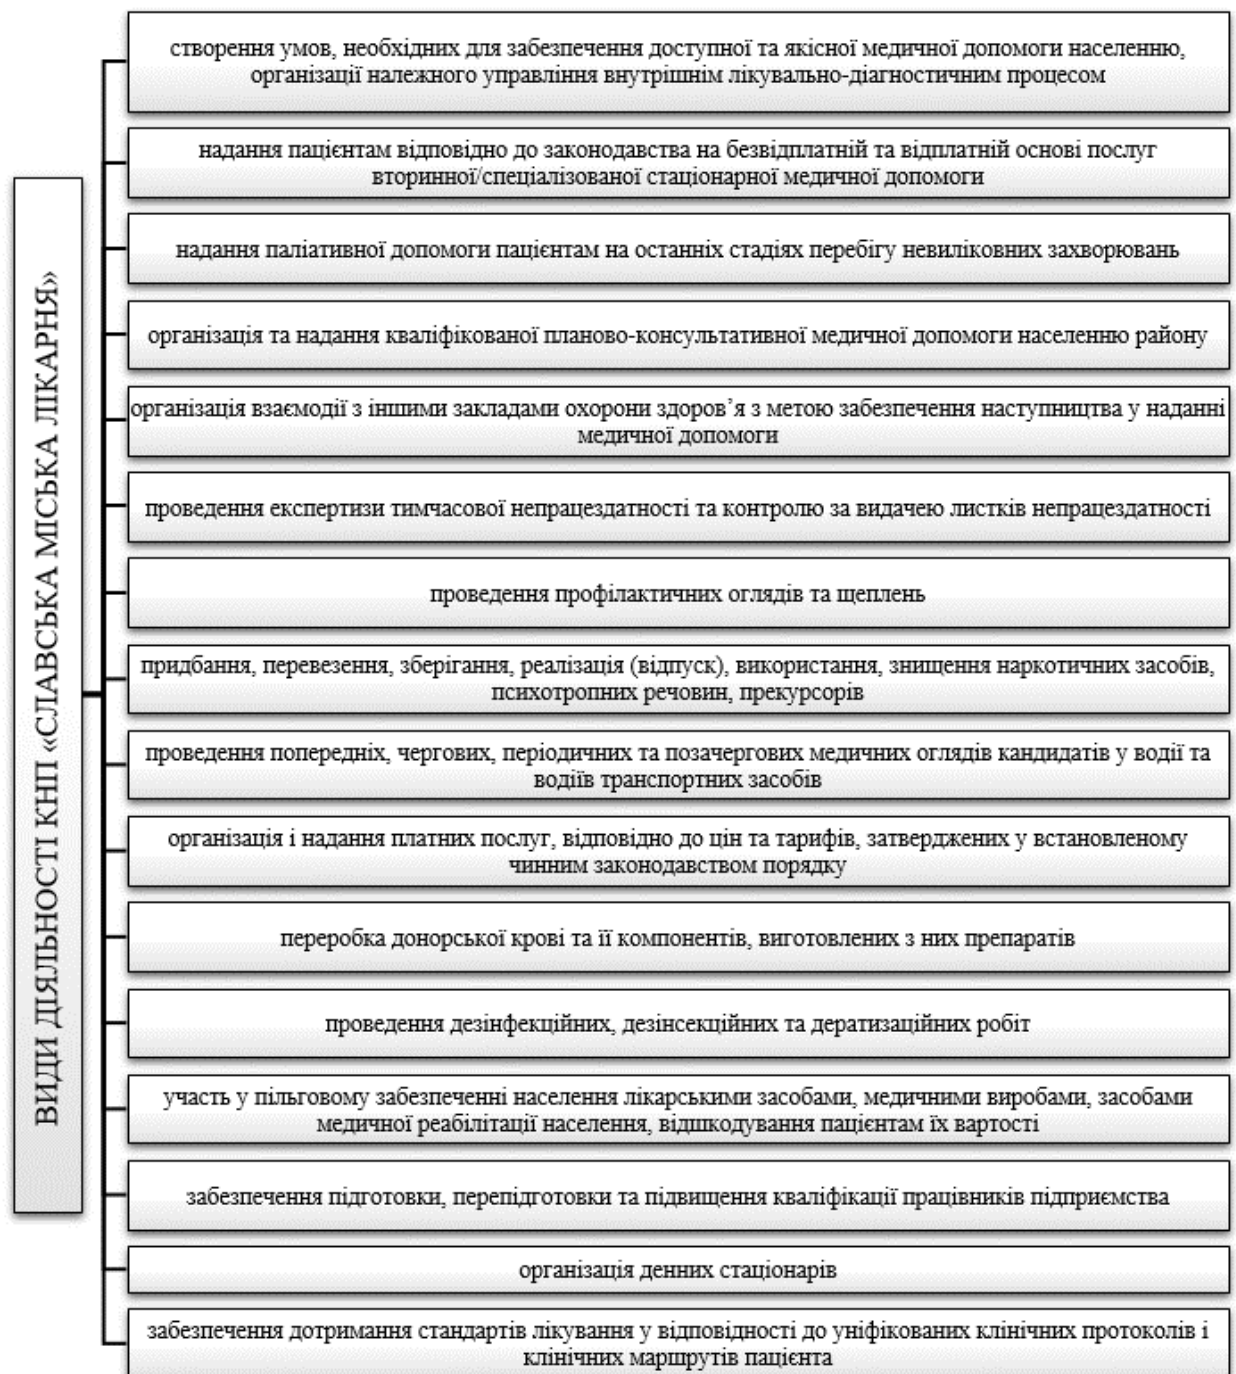 ВИДИ ДІЯЛЬНОСТІ КНП «СЛАВСЬКА МІСЬКА ЛІКАРНЯ»
створення умов, необхідних для забезпечення доступної та якісної медичної допомоги населенню,
організації належного управління внутрішнім лікувально-діагностичним процесом
надання пацієнтам відповідно до законодавства на безвідплатній та відплатній основі послуг
вторинної/спеціалізованої стаціонарної медичної допомоги
надання паліативної допомоги пацієнтам на останніх стадіях перебігу невиліковних захворювань
організація та надання кваліфікованої планово-консультативної медичної допомоги населенню району
організація взаємодії з іншими закладами охорони здоров’я з метою забезпечення наступництва у наданні
медичної допомоги
проведення експертизи тимчасової непрацездатності та контролю за видачею листків непрацездатності
проведення профілактичних оглядів та щеплень
придбання, перевезення, зберігання, реалізація (відпуск), використання, знищення наркотичних засобів,
психотропних речовин, прекурсорів
проведення попередніх, чергових, періодичних та позачергового медичних оглядів кандидатів у водії та
водіїв транспортних засобів
організація і надання платних послуг, відповідно до цін та тарифів, затверджених у встановленому
чинним законодавством порядку
переробка донорської крові та її компонентів, виготовлених з них препаратів
проведення дезінфекційних, дезінсекційних та дератизаційних робіт
участь у пільговому забезпеченні населення лікарськими засобами, медичними виробами, засобами
медичної реабілітації населення, відшкодування пацієнтам їх вартості
забезпечення підготовки, перепідготовки та підвищення кваліфікації працівників підприємства
організація денних стаціонарів
забезпечення дотримання стандартів лікування у відповідності до уніфікованих клінічних протоколів і
клінічних маршрутів пацієнта